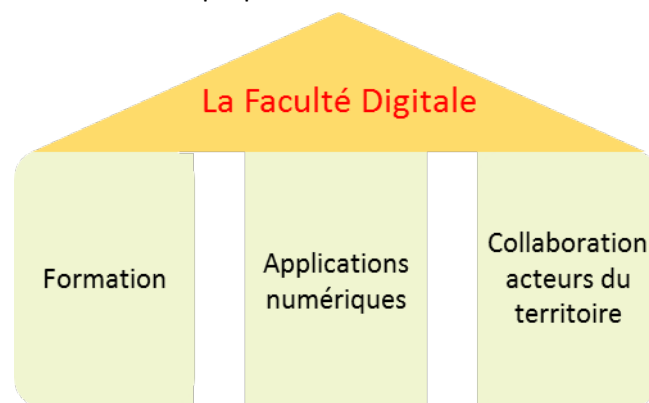 La Faculté Digitale
Formation
Applications
numériques
Collaboration
acteurs du
territoire